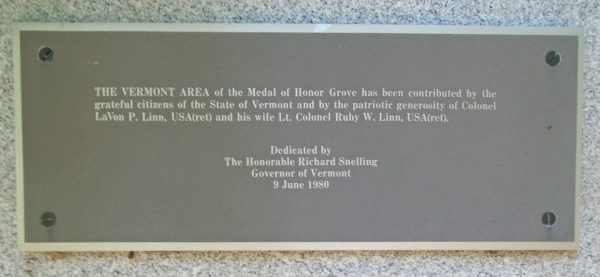 THE VERMONT AREA of the Medal of Honor Grove has been contributed by the
grateful citizens of the State of Vermont and by the patriotic generosity of Colonel
LaVon P. Linn, USA(ret) and his wife Lt. Colonel Ruby W. Linn, USA(ret).
Dedicated by
The Honorable Richard Snelling
Governor of Vermont
9 June 1980